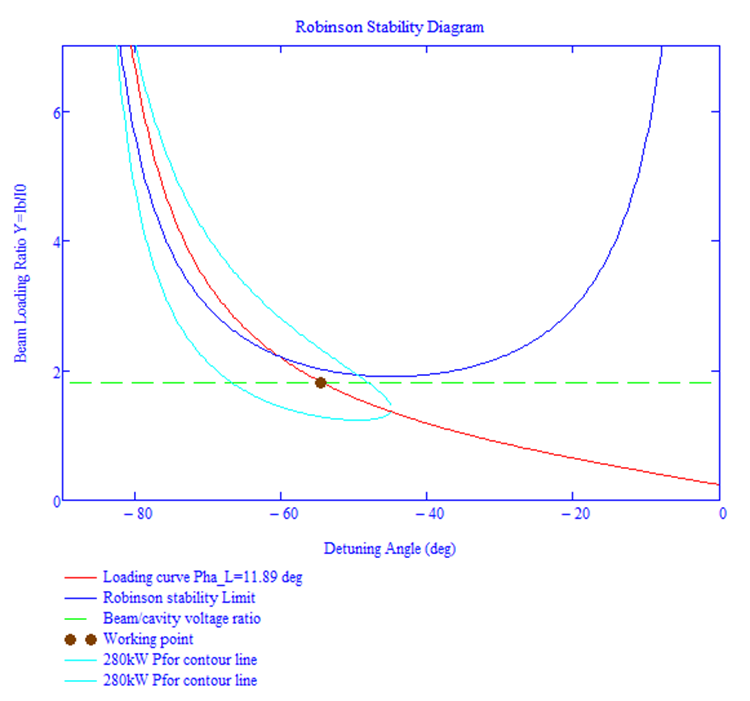 Robinson Stability Diagram
Beam Loading Ratio Y=Ib/I0
6
4
2
0
– 80
– 60
– 40
– 20
0
Detuning Angle (deg)
Loading curve Pha_L=11.89 deg
Robinson stability Limit
Beam/cavity voltage ratio
Working point
280kW Pfor contour line
280kW Pfor contour line